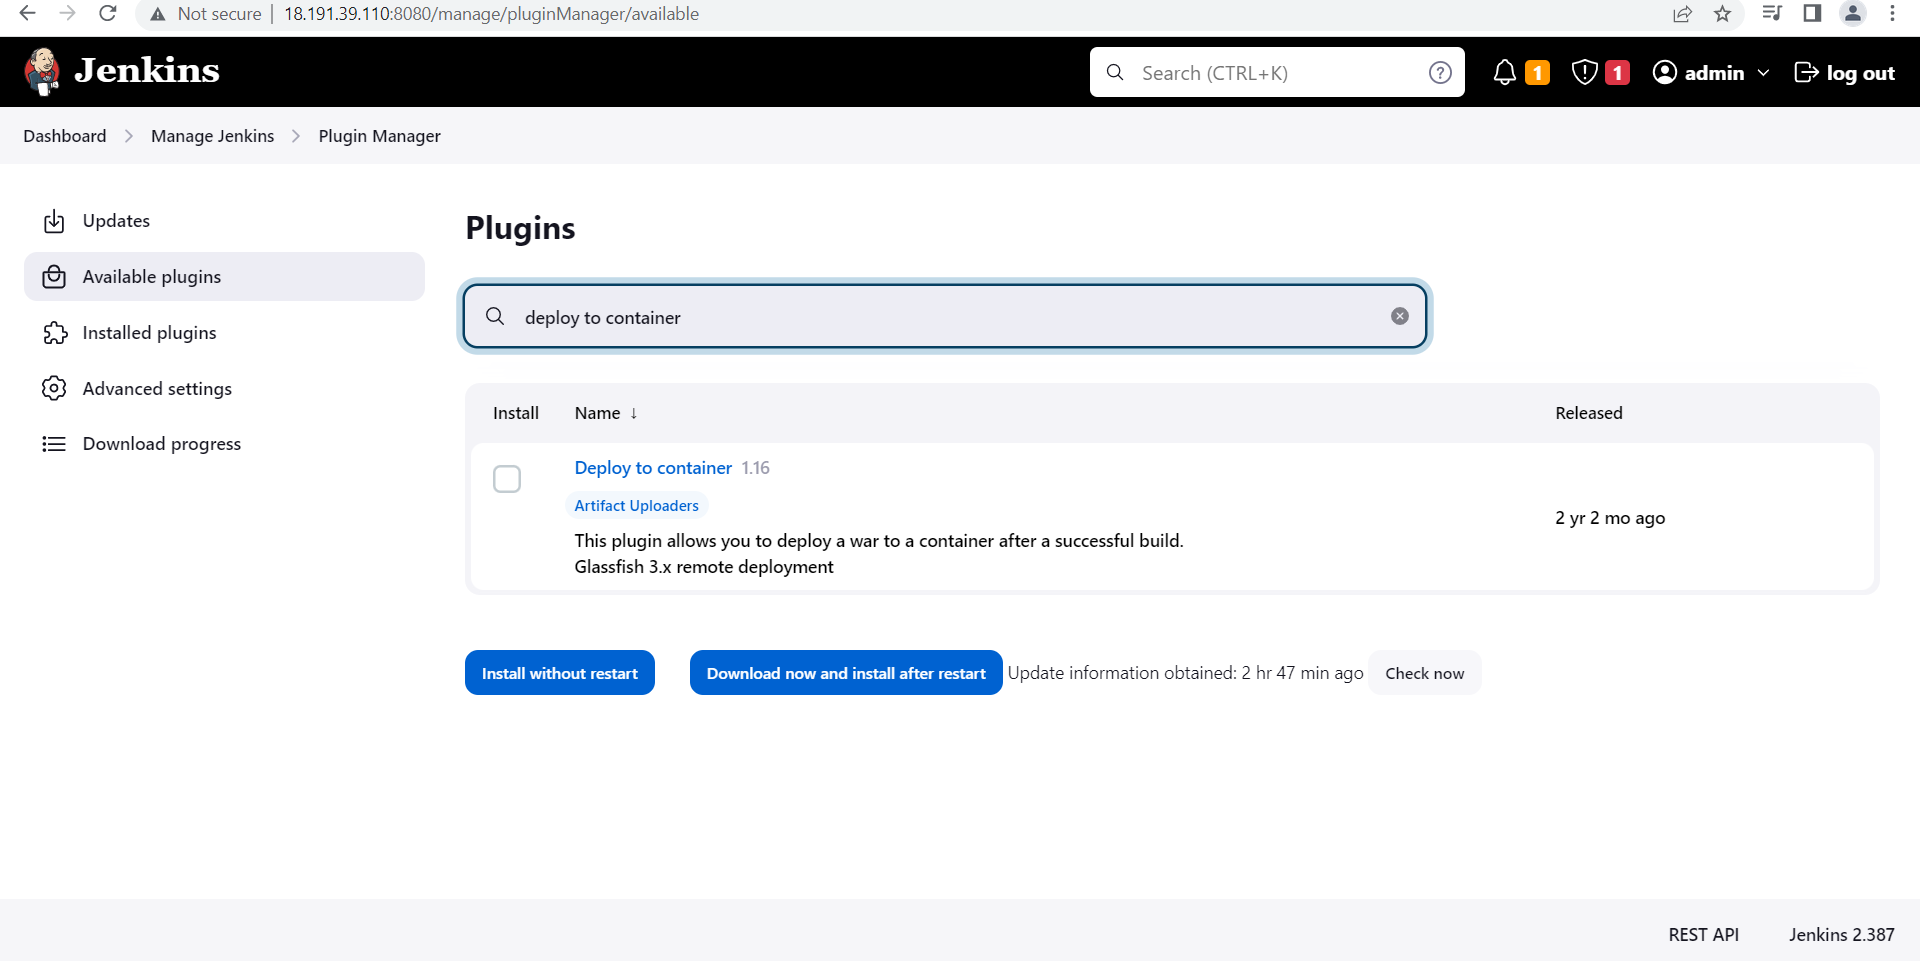 Not secure | 18.191.39.110:8080/manage/pluginManager/available
Jenkins
Search (CTRL+K)
?
1
1
admin
log out
Dashboard > Manage Jenkins > Plugin Manager
Updates
Available plugins
Installed plugins
Advanced settings
Download progress
Plugins
deploy to container
Install Name ↓ Released
Deploy to container 1.16
Artifact Uploaders
This plugin allows you to deploy a war to a container after a successful build.
Glassfish 3.x remote deployment
2 yr 2 mo ago
Install without restart
Download now and install after restart
Update information obtained: 2 hr 47 min ago
Check now
REST API Jenkins 2.387